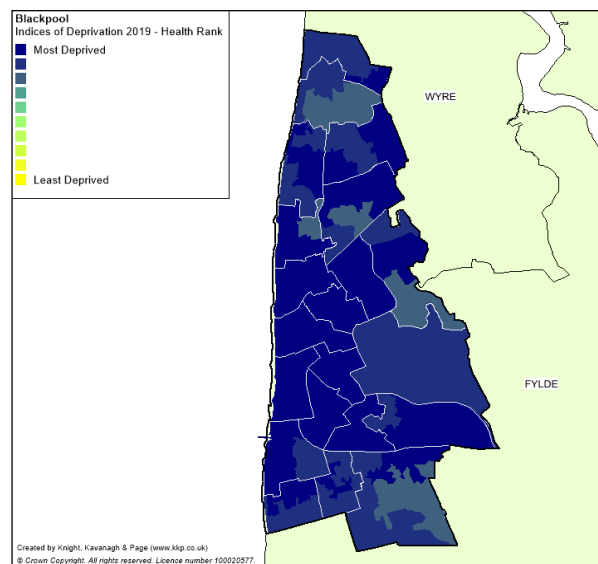 Blackpool
Indices of Deprivation 2019 - Health Rank
Most Deprived
Least Deprived
WYRE
FYLDE
Created by Knight, Kavanagh & Page (www.kkp.co.uk)
© Crown Copyright. All rights reserved. Licence number 100020577.